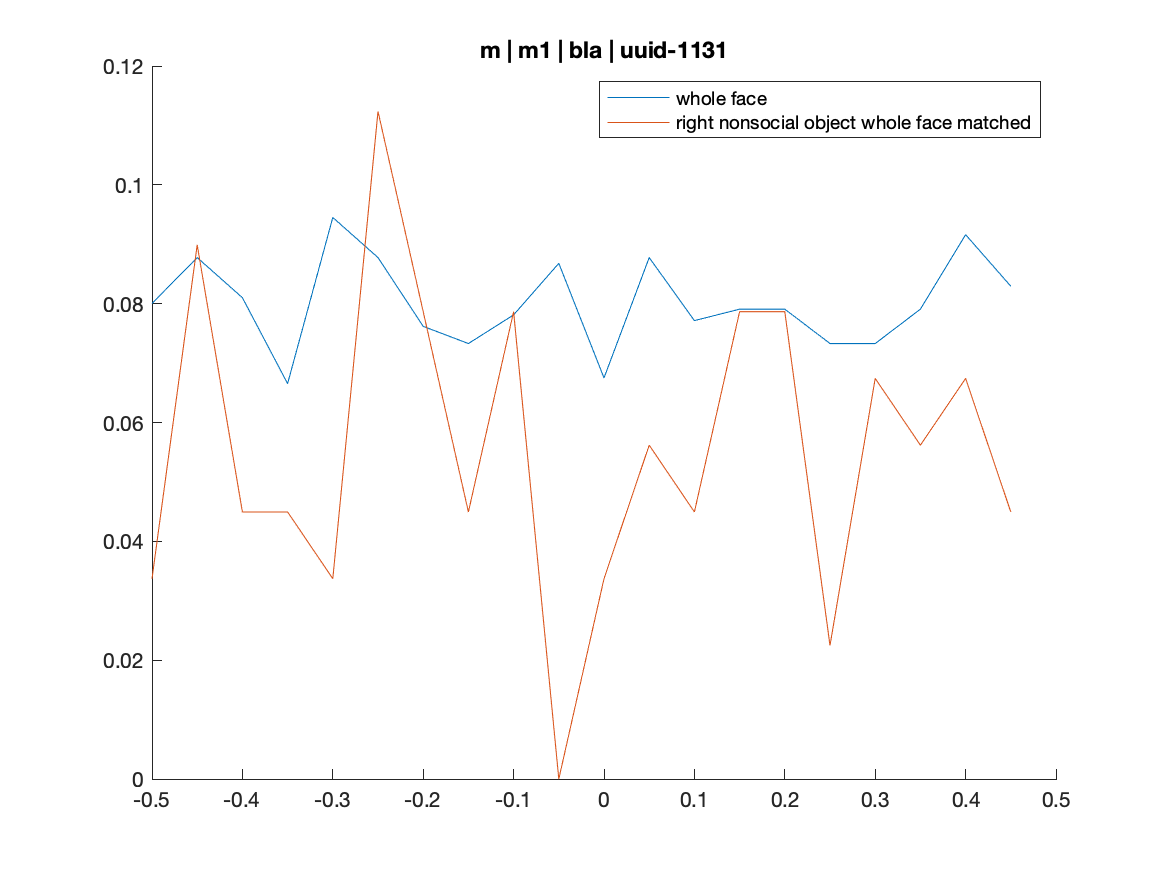 m | m1 | bla | uuid-1131
0.12
whole face
right nonsocial object whole face matched
0.1
0.08
0.06
0.04
0.02
0
-0.5 -0.4 -0.3 -0.2 -0.1 0 0.1 0.2 0.3 0.4 0.5